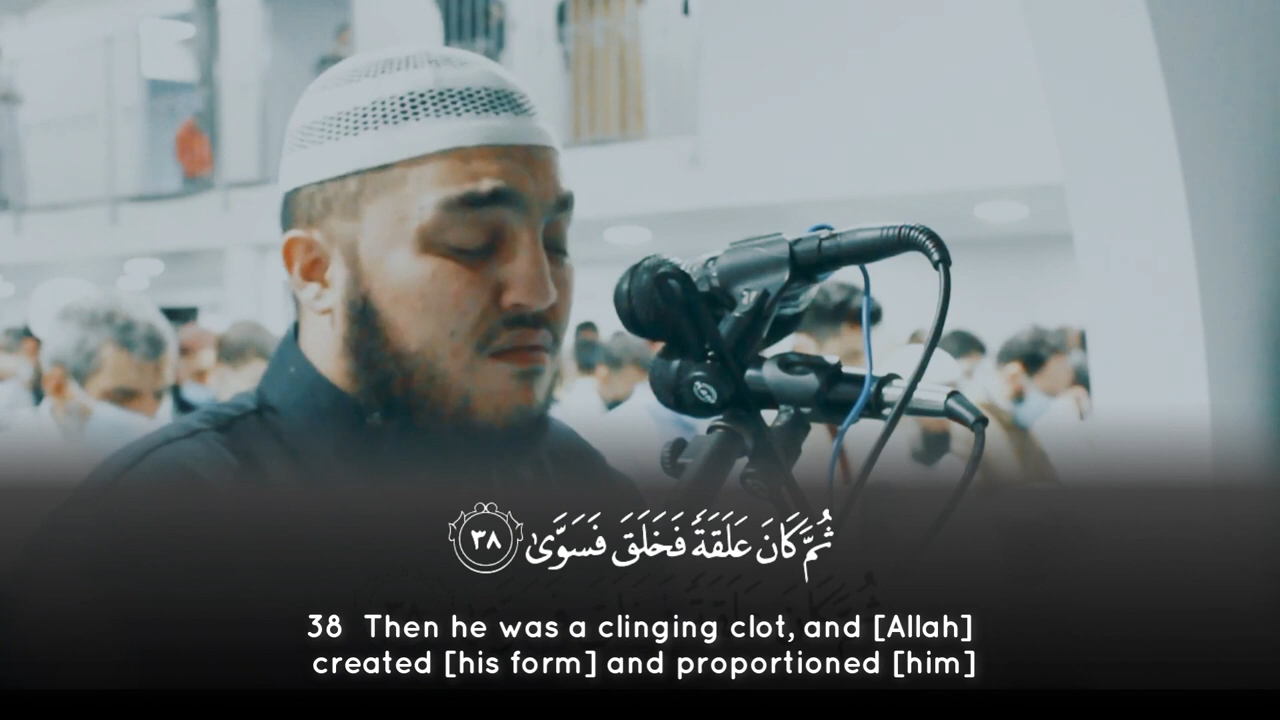 ثُمَّ كَانَ عَلَقَةً فَخَلَقَ فَسَوَّىٰ ٣٨
38 Then he was a clinging clot, and [Allah]
created [his form] and proportioned [him]